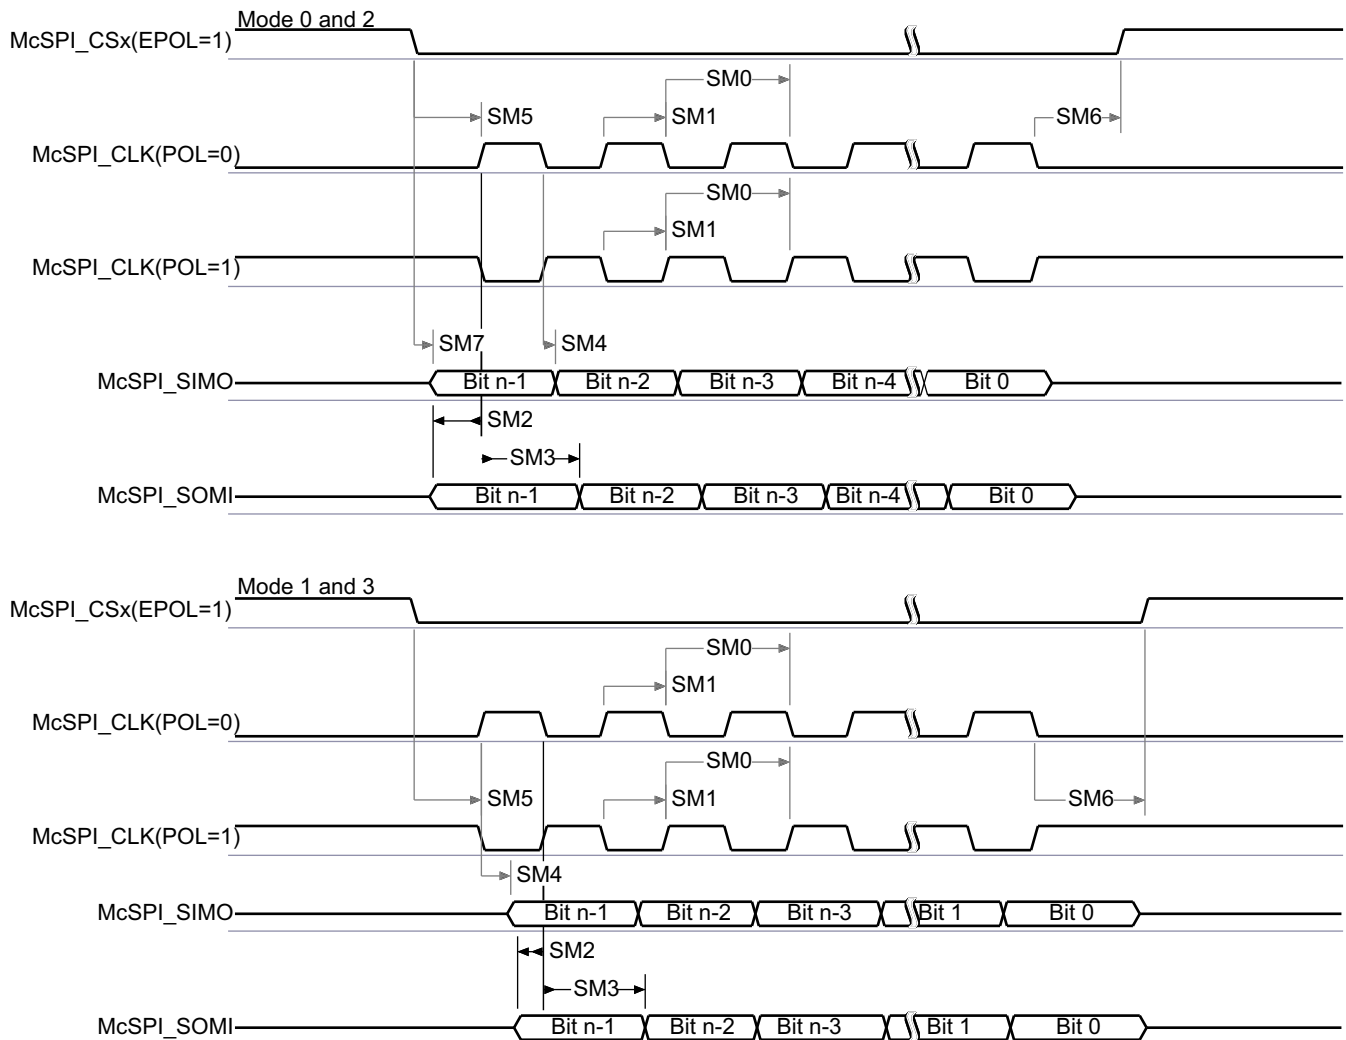 Mode 0 and 2
McSPI_CSx(EPOL=1)
SM0
SM5
SM1
SM6
McSPI_CLK(POL=0)
SM0
SM1
McSPI_CLK(POL=1)
SM7
SM4
McSPI_SIMO
Bit n-1 Bit n-2 Bit n-3 Bit n-4 Bit 0
SM2
SM3
McSPI_SOMI
Bit n-1 Bit n-2 Bit n-3 Bit n-4 Bit 0
Mode 1 and 3
McSPI_CSx(EPOL=1)
SM0
SM1
McSPI_CLK(POL=0)
SM0
SM5
SM1
SM6
McSPI_CLK(POL=1)
SM4
McSPI_SIMO
Bit n-1 Bit n-2 Bit n-3 Bit 1 Bit 0
SM2
SM3
McSPI_SOMI
Bit n-1 Bit n-2 Bit n-3 Bit 1 Bit 0